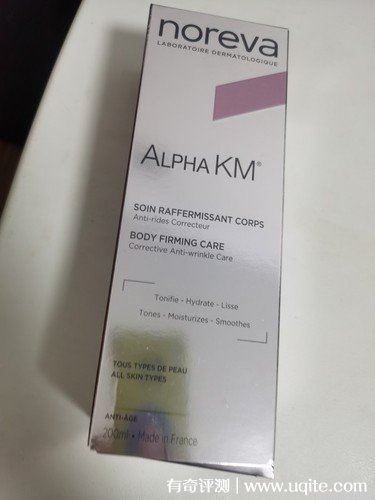 noreva
LABORATOIRE DERMATOLOGIQUE
ALPHA KM®
SOIN RAFFERMISSANT CORPS
Anti-rides Correcteur
BODY FIRMING CARE
Corrective Anti-wrinkle Care
Tonifie - Hydrate - Lisse
Tones - Moisturizes - Smoothes
TOUS TYPES DE PEAU
ALL SKIN TYPES
ANTI-ÂGE
200ml • Made in France
有奇评测 | www.uqite.com